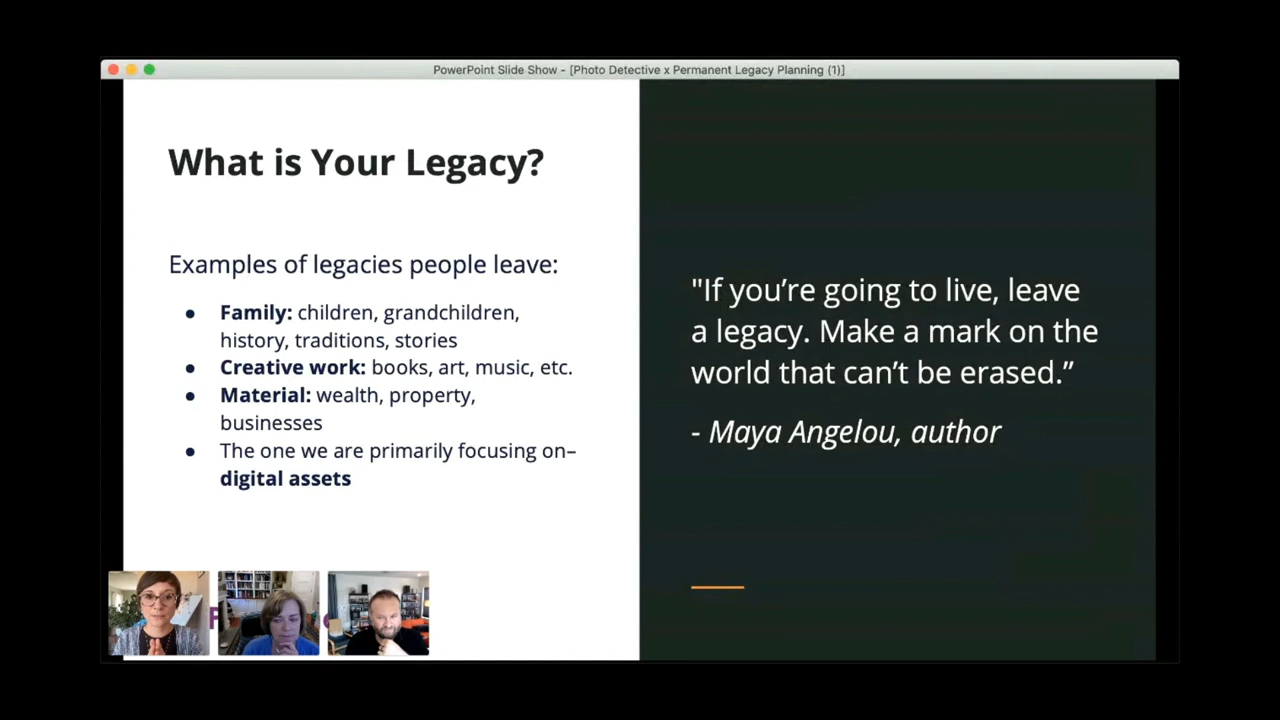 PowerPoint Slide Show - [Photo Detective x Permanent Legacy Planning (1)]
What is Your Legacy?
Examples of legacies people leave:
● Family: children, grandchildren,
history, traditions, stories
● Creative work: books, art, music, etc.
● Material: wealth, property,
businesses
● The one we are primarily focusing on–
digital assets
"If you’re going to live, leave
a legacy. Make a mark on the
world that can’t be erased.”
- Maya Angelou, author